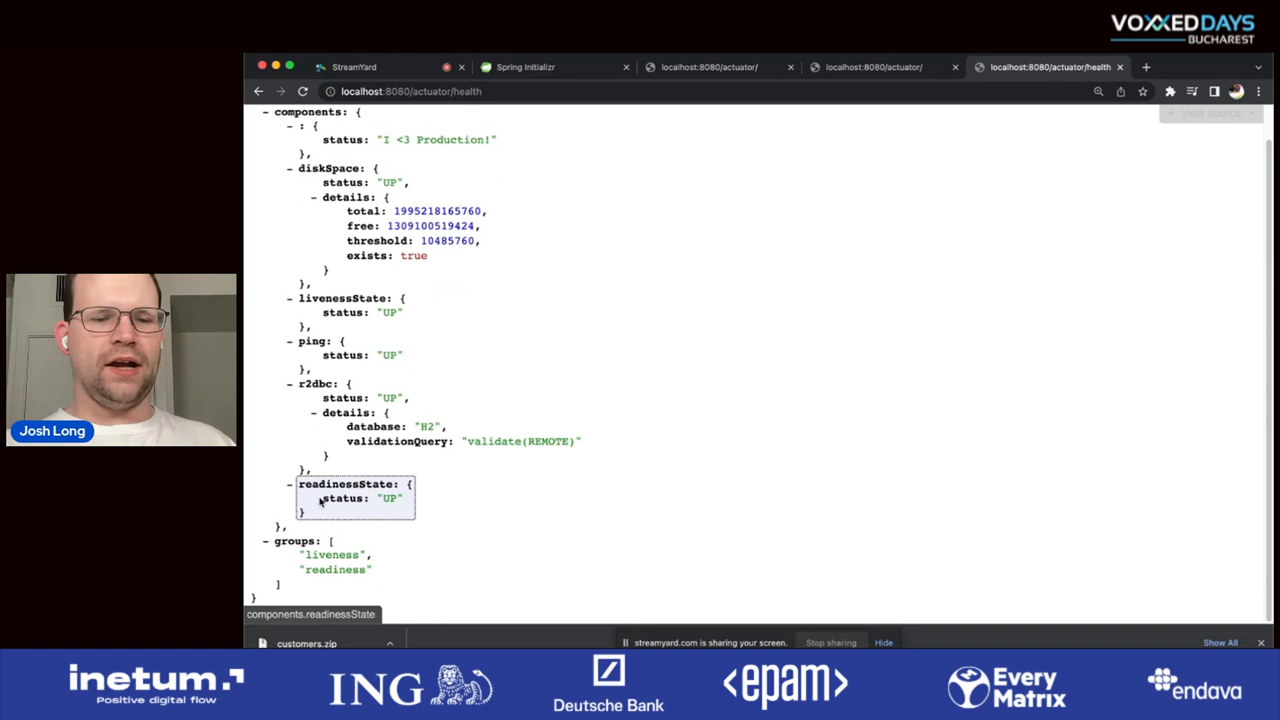 VOXXEDDAYS
BUCHAREST
StreamYard
Spring Initializr
localhost:8080/actuator/
localhost:8080/actuator/
localhost:8080/actuator/health
localhost:8080/actuator/health
+ View source
- components: {
- : {
status: "I <3 Production!"
},
- diskSpace: {
status: "UP",
- details: {
total: 1995218165760,
free: 1309100519424,
threshold: 10485760,
exists: true
}
},
- livenessState: {
status: "UP"
},
- ping: {
status: "UP"
},
- r2dbc: {
status: "UP",
- details: {
database: "H2",
validationQuery: "validate(REMOTE)"
}
},
- readinessState: {
status: "UP"
}
},
- groups: [
"liveness",
"readiness"
]
}
components.readinessState
Josh Long
customers.zip
streamyard.com is sharing your screen.
Stop sharing
Hide
Show All
inetum.
Positive digital flow
ING
Deutsche Bank
<epam>
Every
Matrix
endava